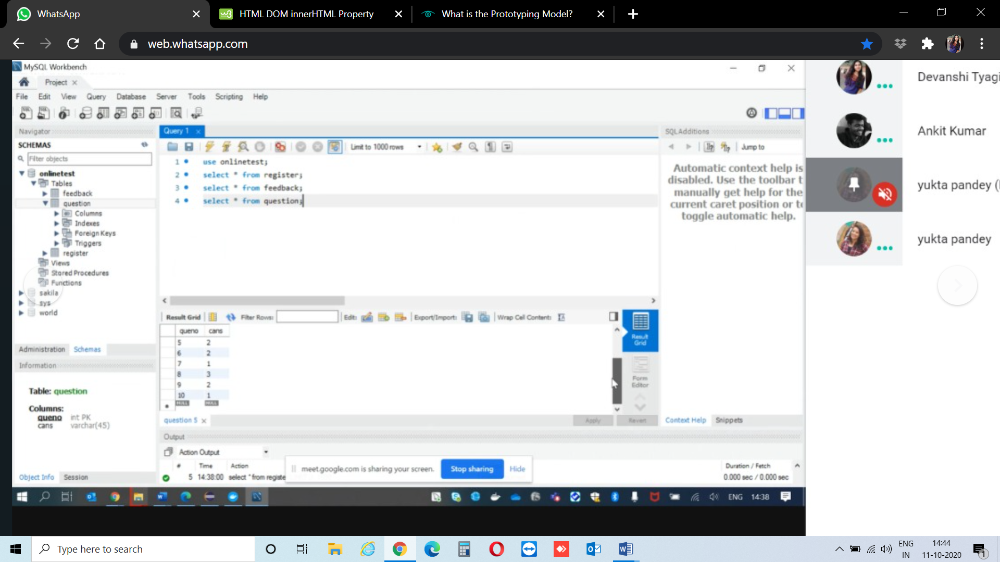 WhatsApp
HTML DOM innerHTML Property
What is the Prototyping Model?
web.whatsapp.com
MySQL Workbench
Project
File Edit View Query Database Server Tools Scripting Help
Navigator
SCHEMAS
Filter objects
onlinetest
Tables
feedback
question
Columns
Indexes
Foreign Keys
Triggers
register
Views
Stored Procedures
Functions
sakila
sys
world
Administration Schemas
Information
Table: question
Columns:
queno int PK
cans varchar(45)
Object Info Session
Query 1
Limit to 1000 rows
1 use onlinetest;
2 select * from register;
3 select * from feedback;
4 select * from question;
Result Grid Filter Rows: Edit: Export/Import: Wrap Cell Content:
queno cans
5 2
6 2
7 1
8 3
9 2
10 1
NULL NULL
Result Grid
Form Editor
question 5 Apply Revert
Output
Action Output
# Time Action Duration / Fetch
5 14:38:00 select * from registe 0.000 sec / 0.000 sec
meet.google.com is sharing your screen. Stop sharing Hide
SQLAdditions
Jump to
Automatic context help is
disabled. Use the toolbar t
manually get help for the
current caret position or to
toggle automatic help.
Context Help Snippets
ENG 14:38
Devanshi Tyagi
Ankit Kumar
yukta pandey (
yukta pandey
Type here to search
ENG
IN
14:44
11-10-2020
1